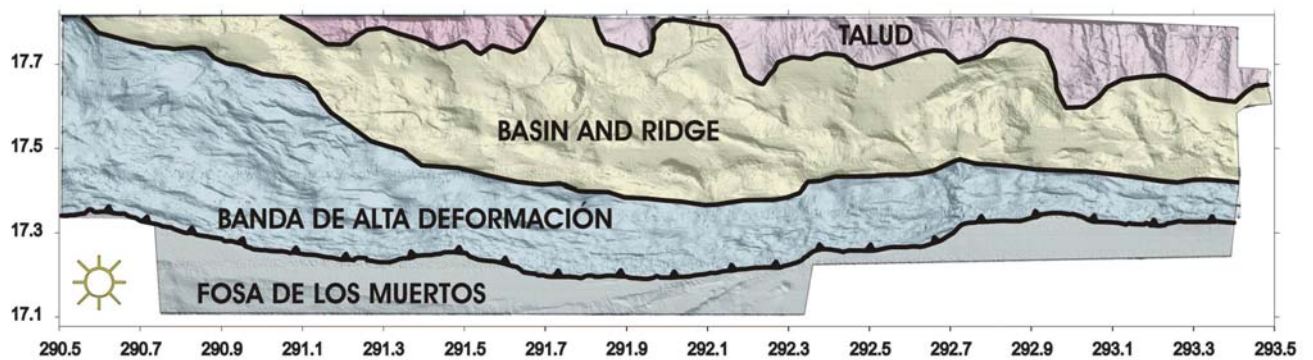 TALUD
17.7
BASIN AND RIDGE
17.5
BANDA DE ALTA DEFORMACIÓN
17.3
FOSA DE LOS MUERTOS
17.1
290.5 290.7 290.9 291.1 291.3 291.5 291.7 291.9 292.1 292.3 292.5 292.7 292.9 293.1 293.3 293.5